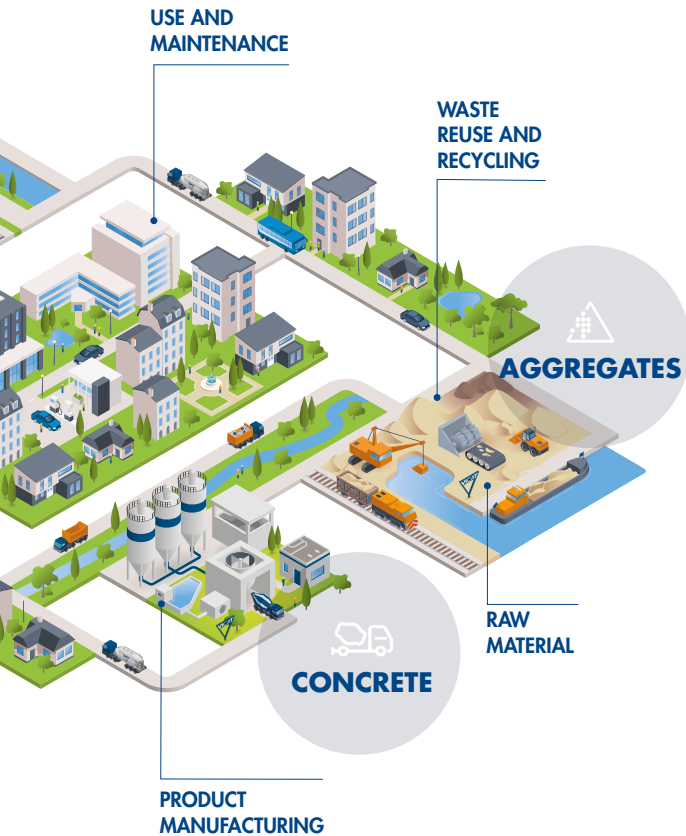 USE AND
MAINTENANCE
WASTE
REUSE AND
RECYCLING
AGGREGATES
RAW
MATERIAL
CONCRETE
PRODUCT
MANUFACTURING